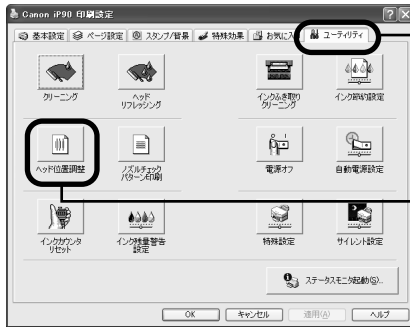 Canon iP90 印刷設定
基本設定 ページ設定 スタンプ/背景 特殊効果 お気に入 ユーティリティ
クリーニング
ヘッド
リフレッシング
インクふき取り
クリーニング
インク節約設定
ヘッド位置調整
ノズルチェック
パターン印刷
電源オフ
自動電源設定
インクカウンタ
リセット
インク残量警告
設定
特殊設定
サイレント設定
ステータスモニタ起動(S)...
OK キャンセル 適用(A) ヘルプ